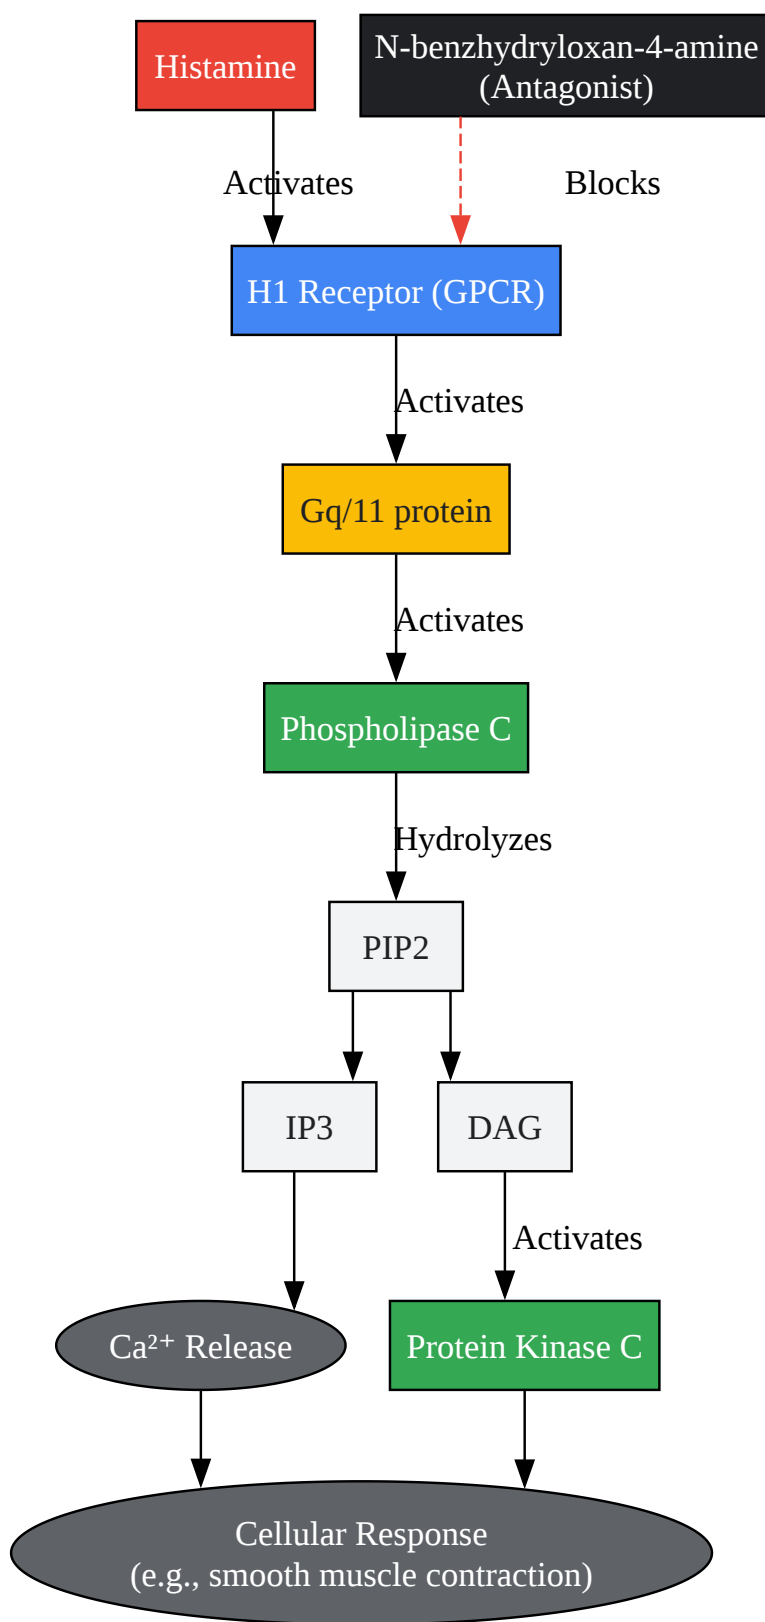 Histamine
N-benzhydryloxan-4-amine
(Antagonist)
Activates
Blocks
H1 Receptor (GPCR)
Activates
Gq/11 protein
Activates
Phospholipase C
Hydrolyzes
PIP2
IP3
DAG
Activates
Ca²⁺ Release
Protein Kinase C
Cellular Response
(e.g., smooth muscle contraction)